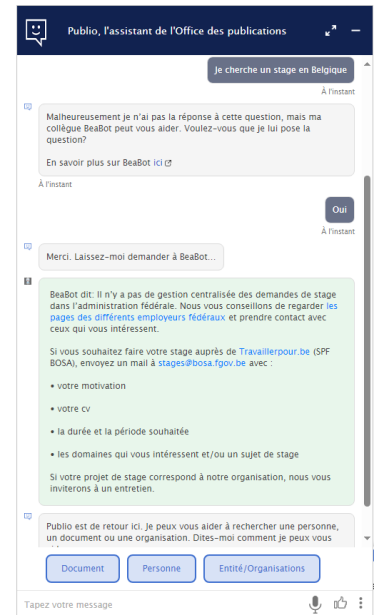 Publio, l'assistant de l'Office des publications
Je cherche un stage en Belgique
À l'instant
Malheureusement je n'ai pas la réponse à cette question, mais ma
collègue BeaBot peut vous aider. Voulez-vous que je lui pose la
question?
En savoir plus sur BeaBot ici
À l'instant
Oui
À l'instant
Merci. Laissez-moi demander à BeaBot...
BeaBot dit: Il n'y a pas de gestion centralisée des demandes de stage
dans l'administration fédérale. Nous vous conseillons de regarder les
pages des différents employeurs fédéraux et prendre contact avec
ceux qui vous intéressent.
Si vous souhaitez faire votre stage auprès de Travaillerpour.be (SPF
BOSA), envoyez un mail à stages@bosa.fgov.be avec :
• votre motivation
• votre cv
• la durée et la période souhaitée
• les domaines qui vous intéressent et/ou un sujet de stage
Si votre projet de stage correspond à notre organisation, nous vous
inviterons à un entretien.
Publio est de retour ici. Je peux vous aider à rechercher une personne,
un document ou une organisation. Dites-moi comment je peux vous
Document
Personne
Entité/Organisations
Tapez votre message